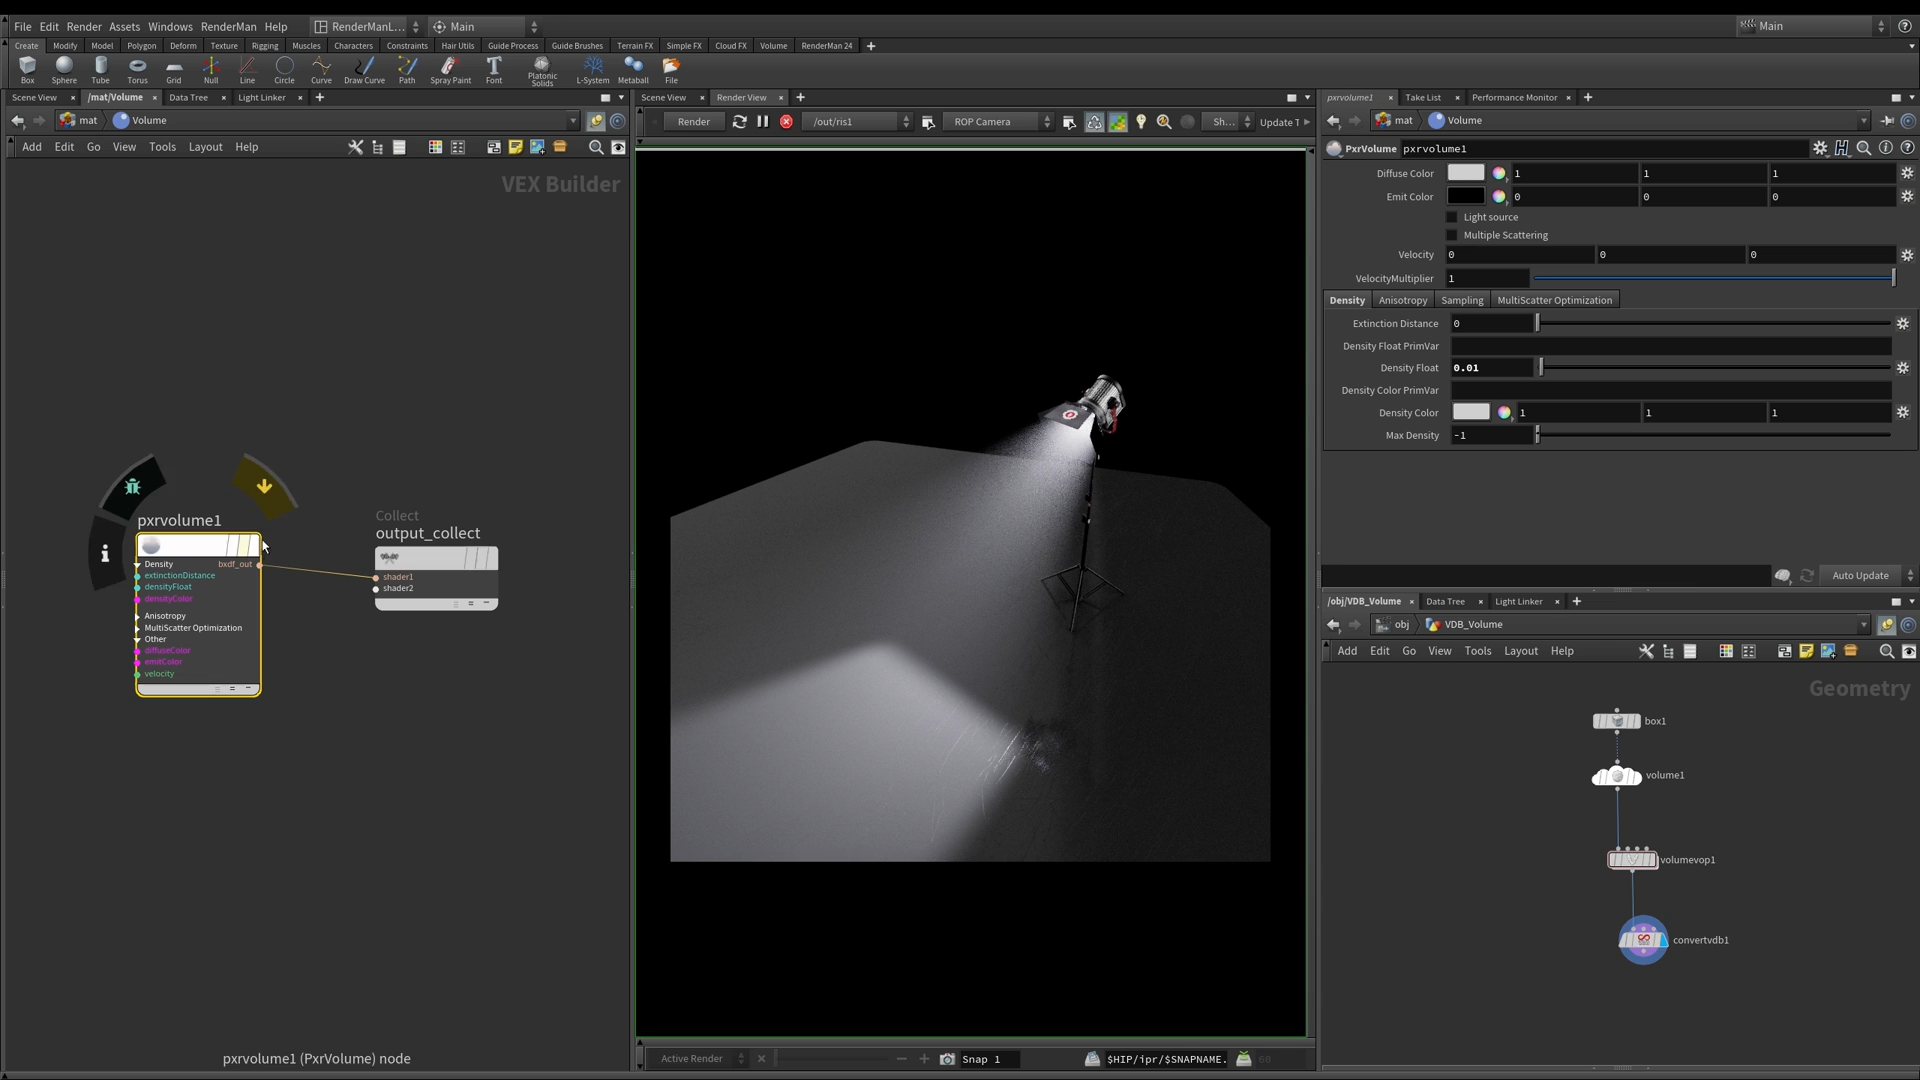 File Edit Render Assets Windows RenderMan Help RenderManL... Main Main
Create Modify Model Polygon Deform Texture Rigging Muscles Characters Constraints Hair Utils Guide Process Guide Brushes Terrain FX Simple FX Cloud FX Volume RenderMan 24
Box Sphere Tube Torus Grid Null Line Circle Curve Draw Curve Path Spray Paint Font Platonic Solids L-System Metaball File
Scene View /mat/Volume Data Tree Light Linker
mat Volume
Add Edit Go View Tools Layout Help
VEX Builder
pxrvolume1
Density bxdf_out
extinctionDistance
densityFloat
densityColor
Anisotropy
MultiScatter Optimization
Other
diffuseColor
emitColor
velocity
Collect
output_collect
shader1
shader2
pxrvolume1 (PxrVolume) node
Scene View Render View
Render /out/ris1 ROP Camera Sh... Update T
Active Render Snap 1 $HIP/ipr/$SNAPNAME. 60
pxrvolume1 Take List Performance Monitor
mat Volume
PxrVolume pxrvolume1
Diffuse Color 1 1 1
Emit Color 0 0 0
Light source
Multiple Scattering
Velocity 0 0 0
VelocityMultiplier 1
Density Anisotropy Sampling MultiScatter Optimization
Extinction Distance 0
Density Float PrimVar
Density Float 0.01
Density Color PrimVar
Density Color 1 1 1
Max Density -1
Auto Update
/obj/VDB_Volume Data Tree Light Linker
obj VDB_Volume
Add Edit Go View Tools Layout Help
Geometry
box1
volume1
volumevop1
convertvdb1